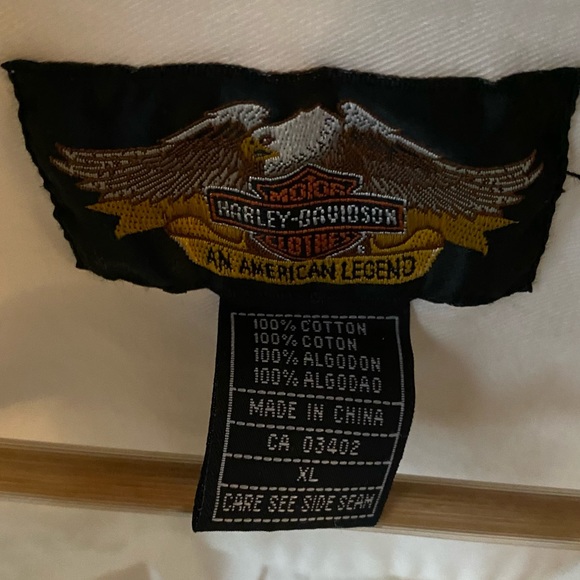 MOTOR
HARLEY-DAVIDSON
CLOTHES
®
AN AMERICAN LEGEND
100% COTTON
100% COTON
100% ALGODON
100% ALGODAO
MADE IN CHINA
CA 03402
XL
CARE SEE SIDE SEAM